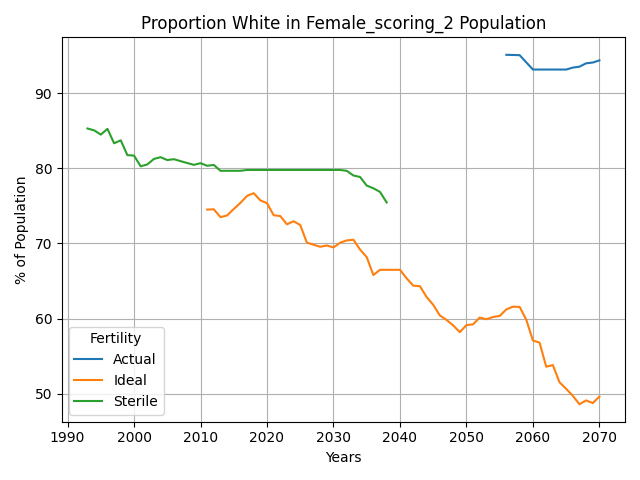 Proportion White in Female_scoring_2 Population
% of Population
90
80
70
60
50
Fertility
Actual
Ideal
Sterile
1990 2000 2010 2020 2030 2040 2050 2060 2070
Years